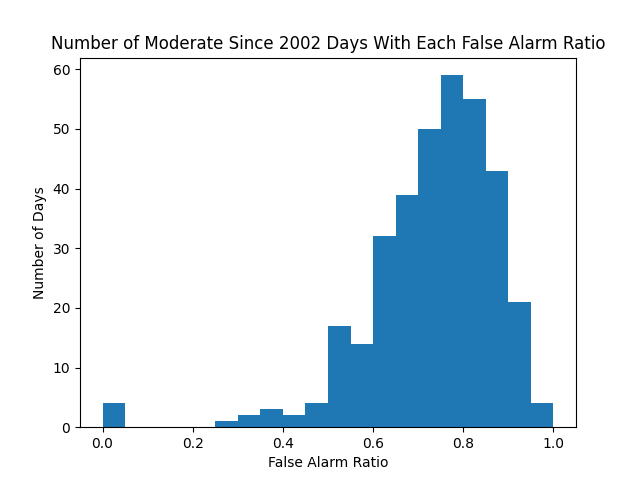 Number of Moderate Since 2002 Days With Each False Alarm Ratio
60
50
40
30
20
10
0
Number of Days
0.0 0.2 0.4 0.6 0.8 1.0
False Alarm Ratio